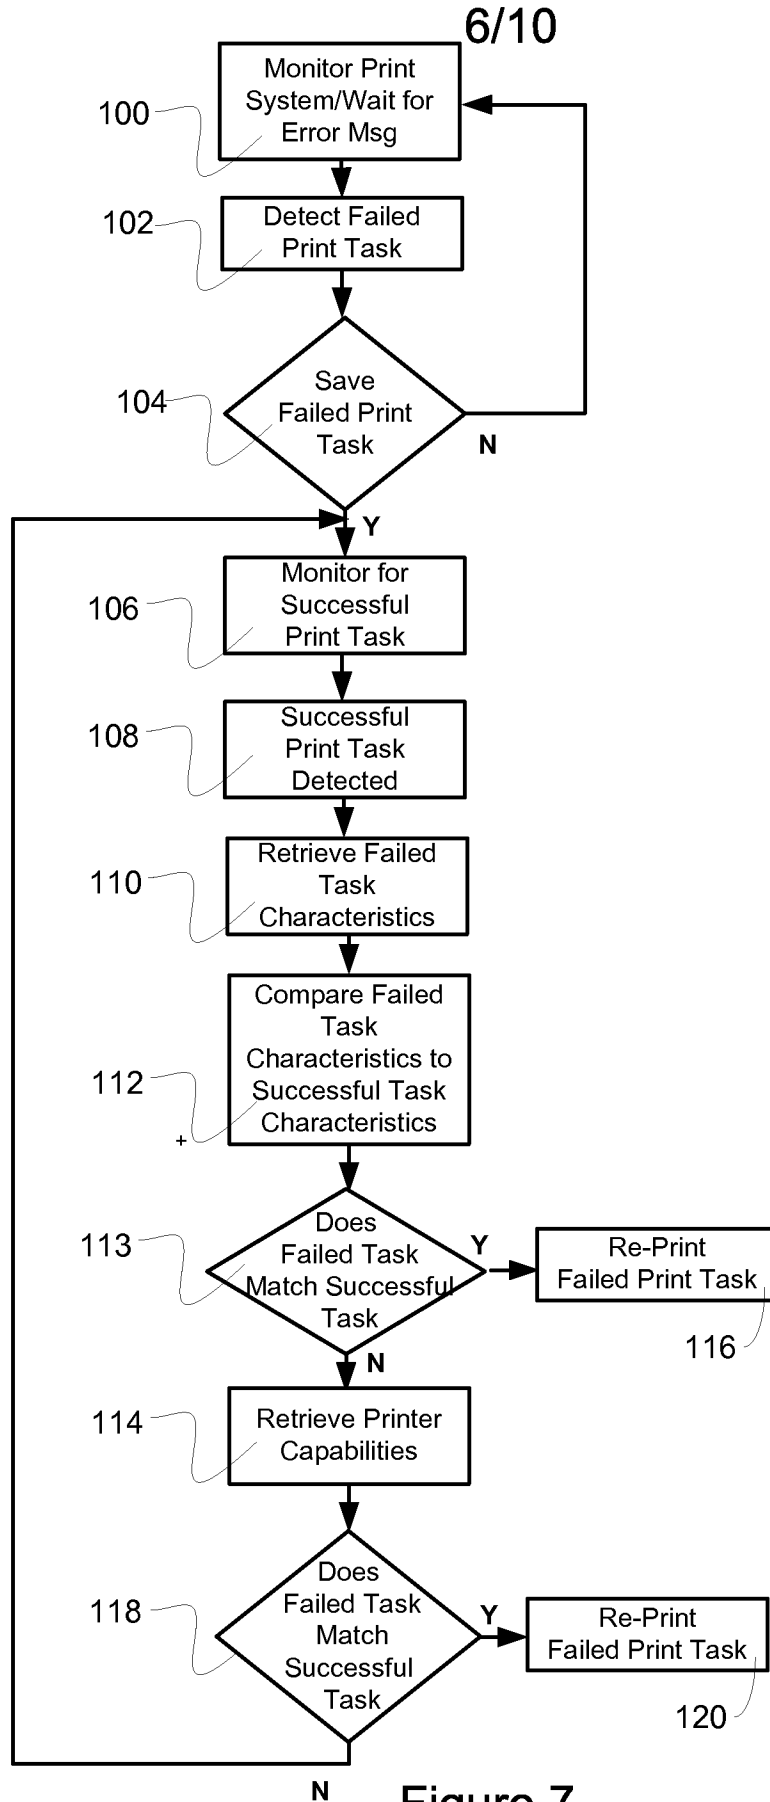 6/10
Monitor Print
System/Wait for
Error Msg
100
Detect Failed
Print Task
102
Save
Failed Print
Task
104
N
Y
Monitor for
Successful
Print Task
106
Successful
Print Task
Detected
108
Retrieve Failed
Task
Characteristics
110
Compare Failed
Task
Characteristics to
Successful Task
Characteristics
112
+
Does
Failed Task
Match Successful
Task
113
Y
Re-Print
Failed Print Task
116
N
Retrieve Printer
Capabilities
114
Does
Failed Task
Match
Successful
Task
118
Y
Re-Print
Failed Print Task
120
N
Figure 7